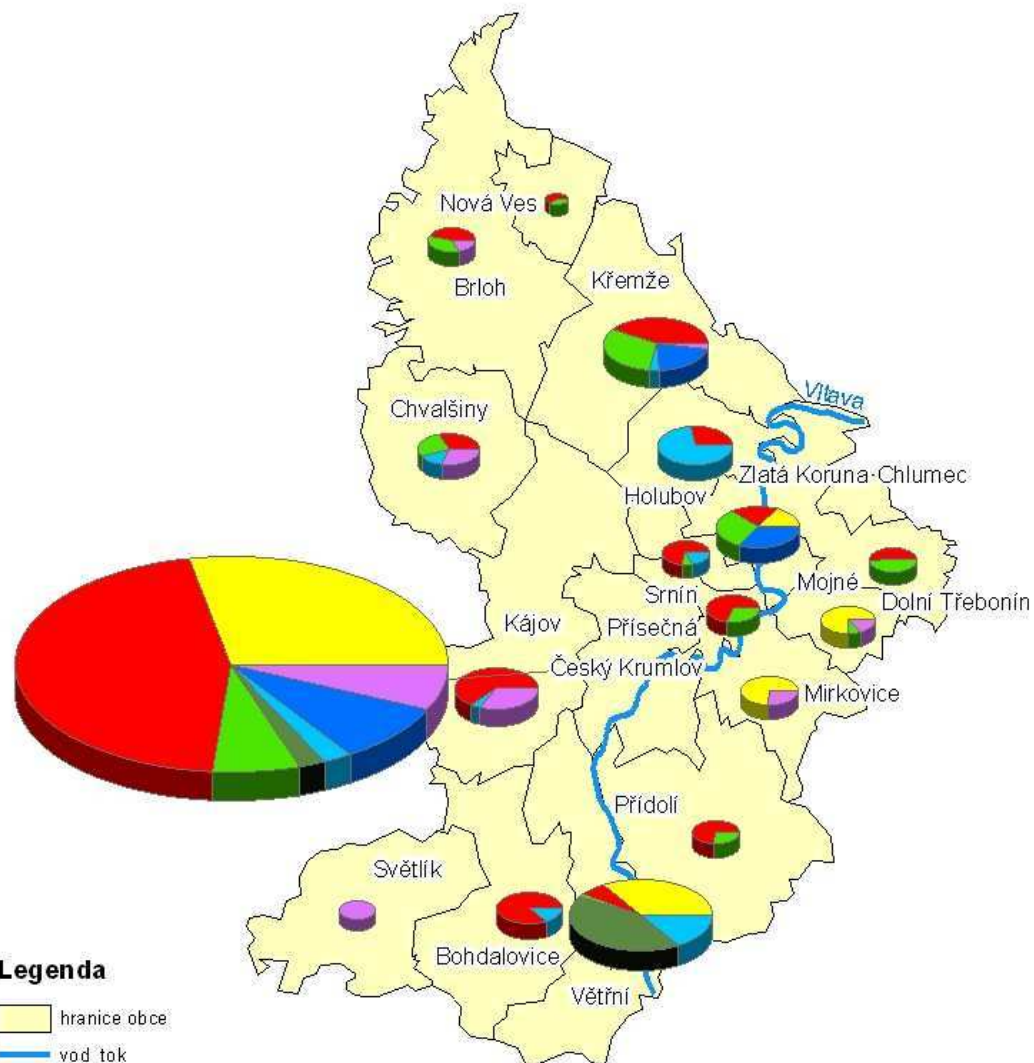 Nová Ves
Brloh
Křemže
Vltava
Chvalšiny
Holubov
Zlatá Koruna-Chlumec
Srnín
Mojné
Dolní Třebonín
Přísečná
Kájov
Český Krumlov
Mirkovice
Přídolí
Světlík
Bohdalovice
Větřní
Legenda
hranice obce
vod tok